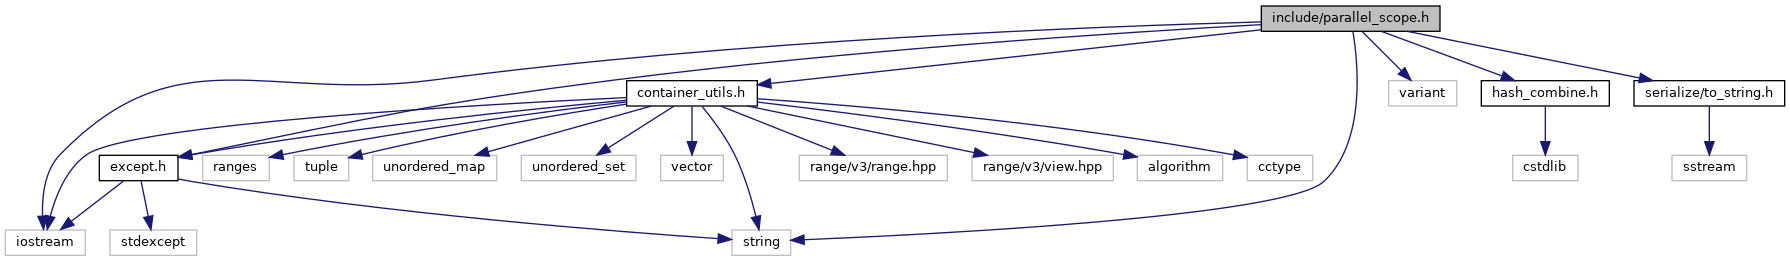 include/parallel_scope.h
container_utils.h
variant
hash_combine.h
serialize/to_string.h
except.h
ranges
tuple
unordered_map
unordered_set
vector
range/v3/range.hpp
range/v3/view.hpp
algorithm
cctype
cstdlib
sstream
iostream
stdexcept
string